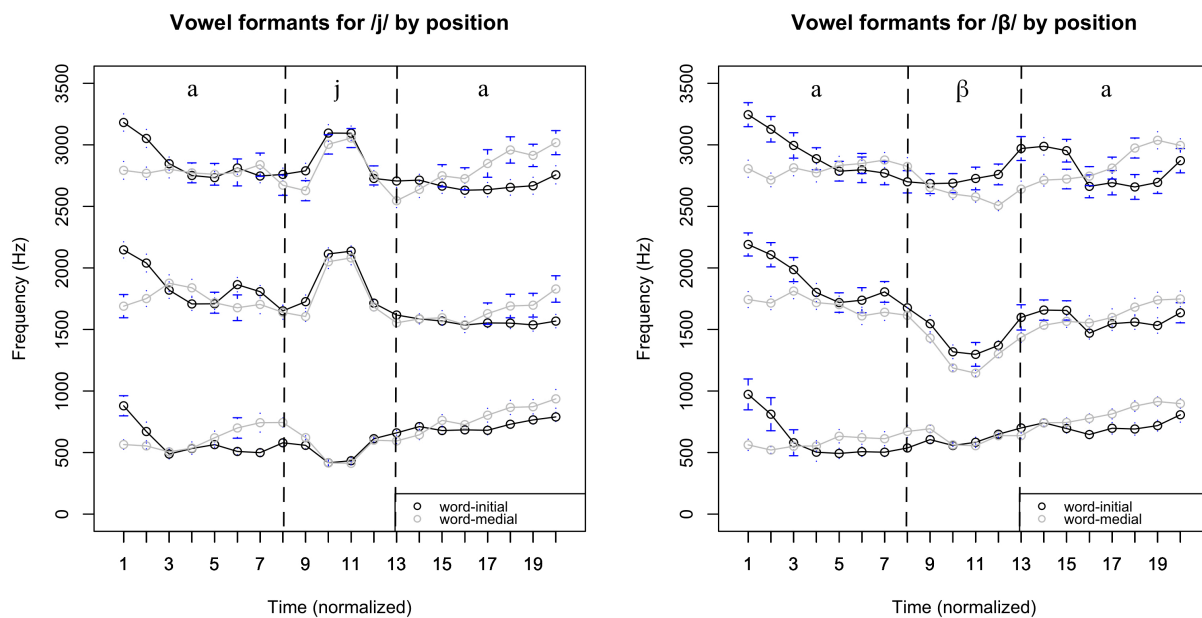 Vowel formants for /j/ by position
Frequency (Hz)
3500
3000
2500
2000
1500
1000
500
0
a j a
word-initial
word-medial
1 3 5 7 9 11 13 15 17 19
Time (normalized)
Vowel formants for /β/ by position
Frequency (Hz)
3500
3000
2500
2000
1500
1000
500
0
a β a
word-initial
word-medial
1 3 5 7 9 11 13 15 17 19
Time (normalized)